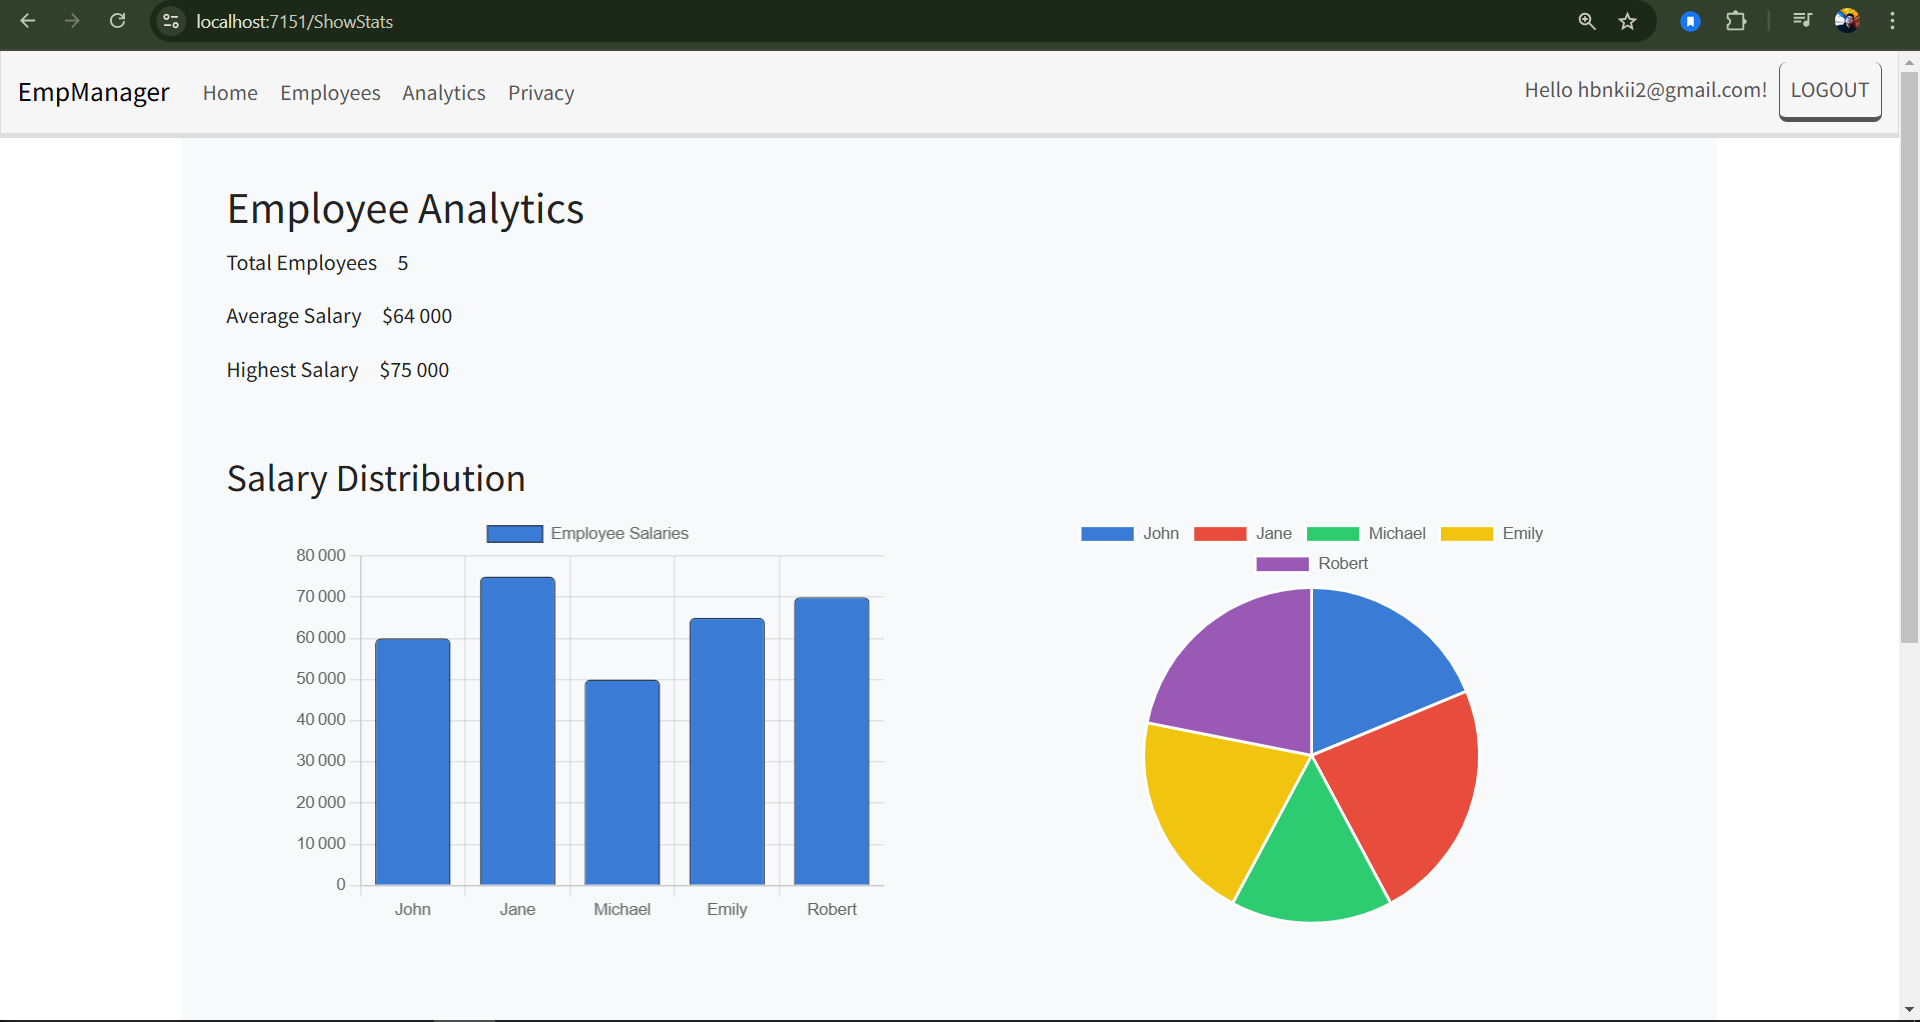 localhost:7151/ShowStats
EmpManager Home Employees Analytics Privacy Hello hbnkii2@gmail.com! LOGOUT
Employee Analytics
Total Employees 5
Average Salary $64 000
Highest Salary $75 000
Salary Distribution
Employee Salaries
80 000
70 000
60 000
50 000
40 000
30 000
20 000
10 000
0
John Jane Michael Emily Robert
John Jane Michael Emily
Robert